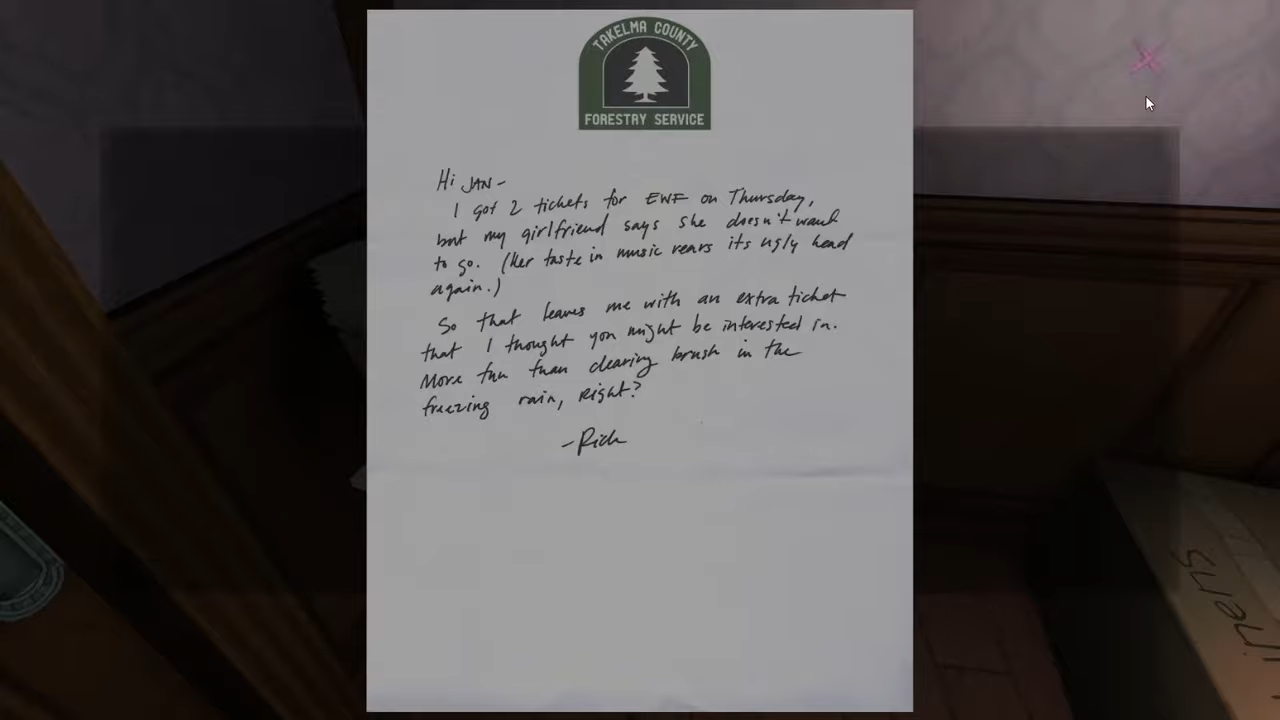 TAKELMA COUNTY
FORESTRY SERVICE
Hi JAN-
I got 2 tickets for EWF on Thursday,
but my girlfriend says she doesn't want
to go. (Her taste in music rears its ugly head
again.)
So that leaves me with an extra ticket
that I thought you might be interested in.
More fun than clearing brush in the
freezing rain, Right?
-Rich